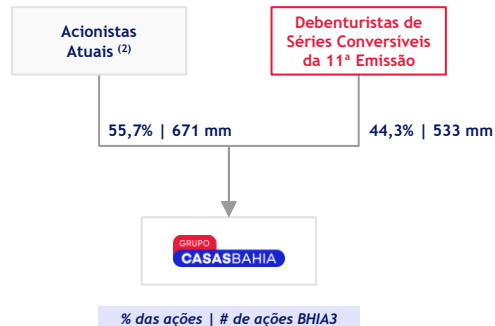 Acionistas
Atuais (2)
Debenturistas de
Séries Conversíveis
da 11ª Emissão
55,7% | 671 mm
44,3% | 533 mm
GRUPO
CASASBAHIA
% das ações | # de ações BHIA3